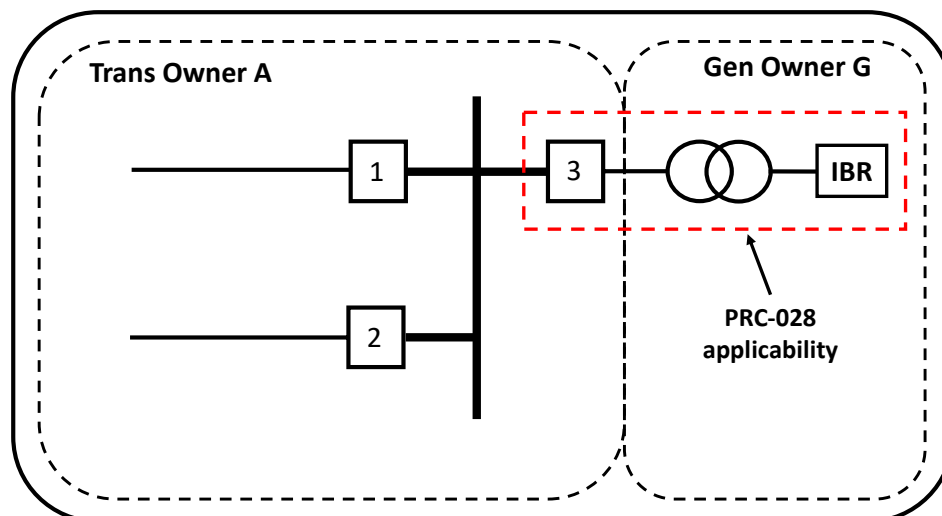 Trans Owner A
Gen Owner G
1
3
IBR
2
PRC-028
applicability